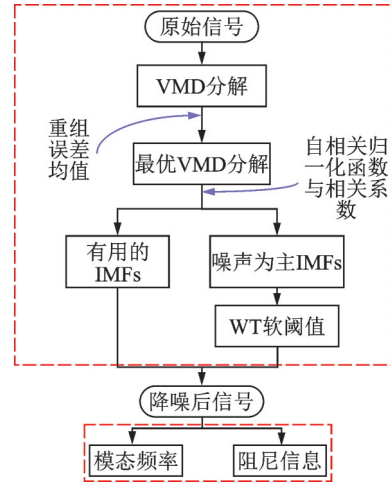 原始信号
VMD分解
重组
误差
均值
最优VMD分解
自相关归
一化函数
与相关系
数
有用的
IMFs
噪声为主IMFs
WT软阈值
降噪后信号
模态频率
阻尼信息